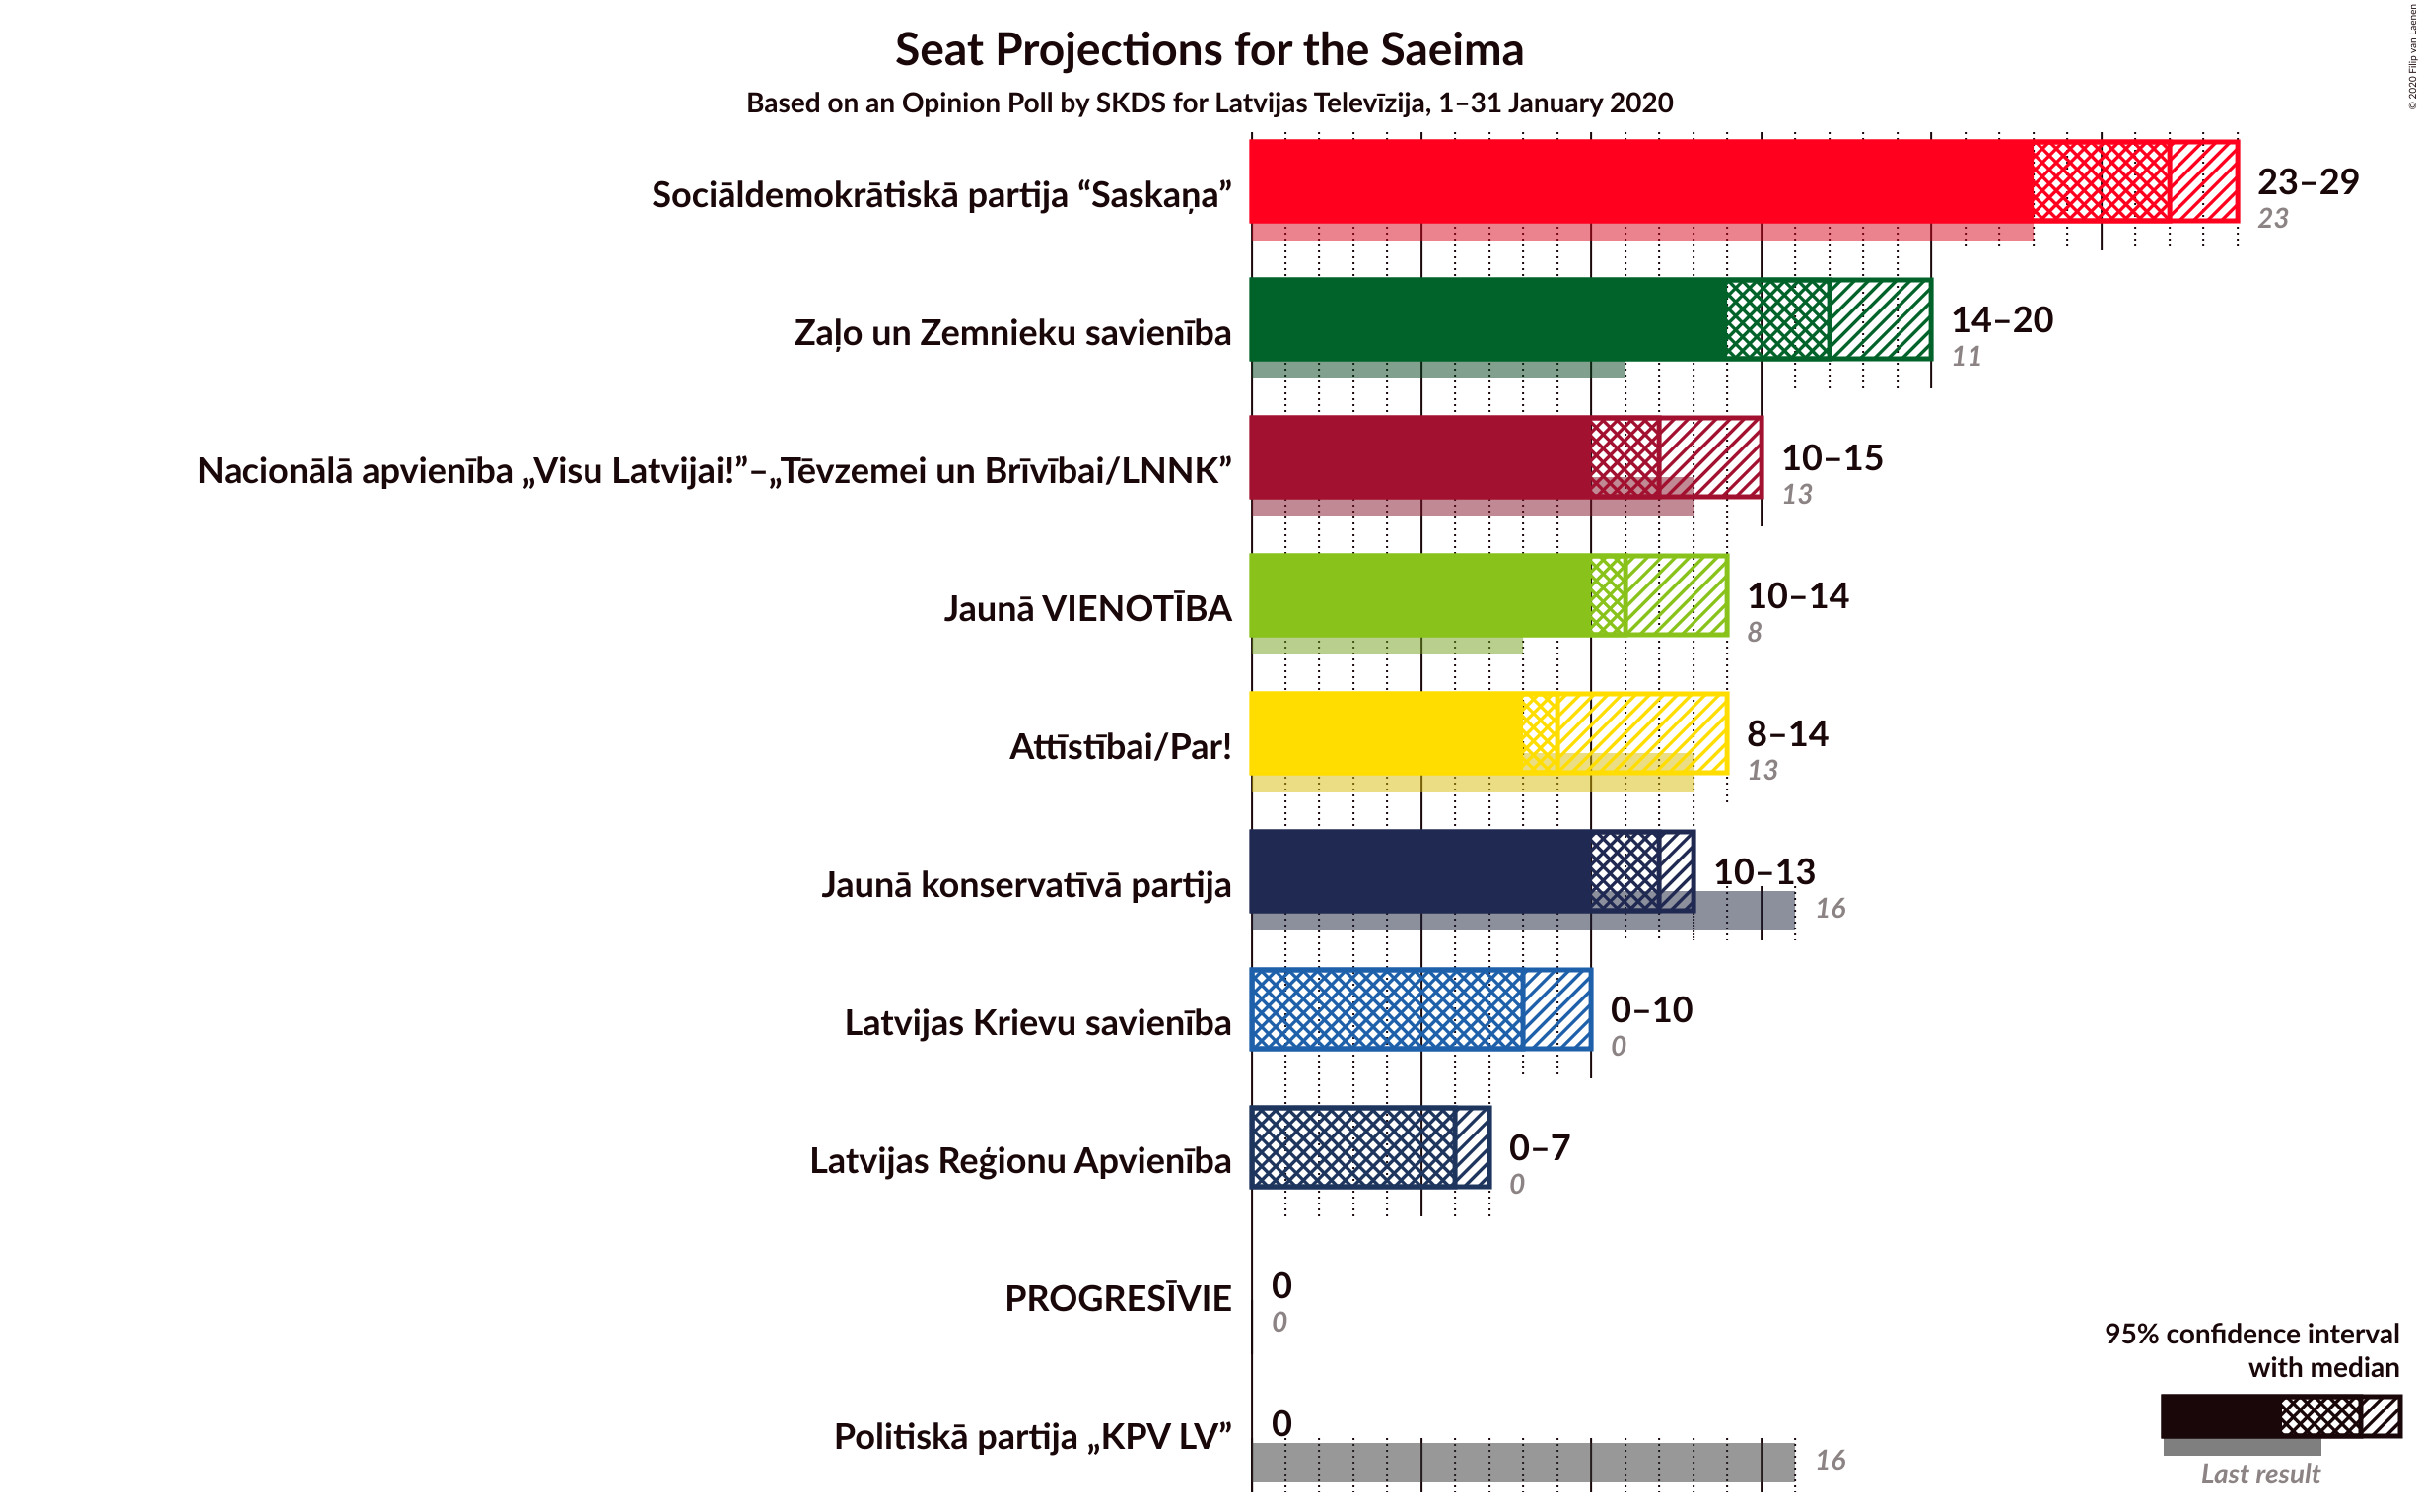 Seat Projections for the Saeima
Based on an Opinion Poll by SKDS for Latvijas Televīzija, 1–31 January 2020
© 2020 Filip van Laenen
Sociāldemokrātiskā partija “Saskaņa”
23–29
23
Zaļo un Zemnieku savienība
14–20
11
Nacionālā apvienība „Visu Latvijai!”–„Tēvzemei un Brīvībai/LNNK”
10–15
13
Jaunā VIENOTĪBA
10–14
8
Attīstībai/Par!
8–14
13
Jaunā konservatīvā partija
10–13
16
Latvijas Krievu savienība
0–10
0
Latvijas Reģionu Apvienība
0–7
0
PROGRESĪVIE
0
0
Politiskā partija „KPV LV”
0
16
95% confidence interval
with median
Last result